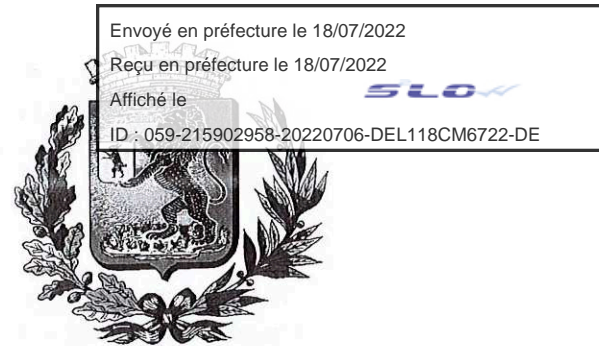 Envoyé en préfecture le 18/07/2022
Reçu en préfecture le 18/07/2022
Affiché le
SLOW
ID : 059-215902958-20220706-DEL118CM6722-DE